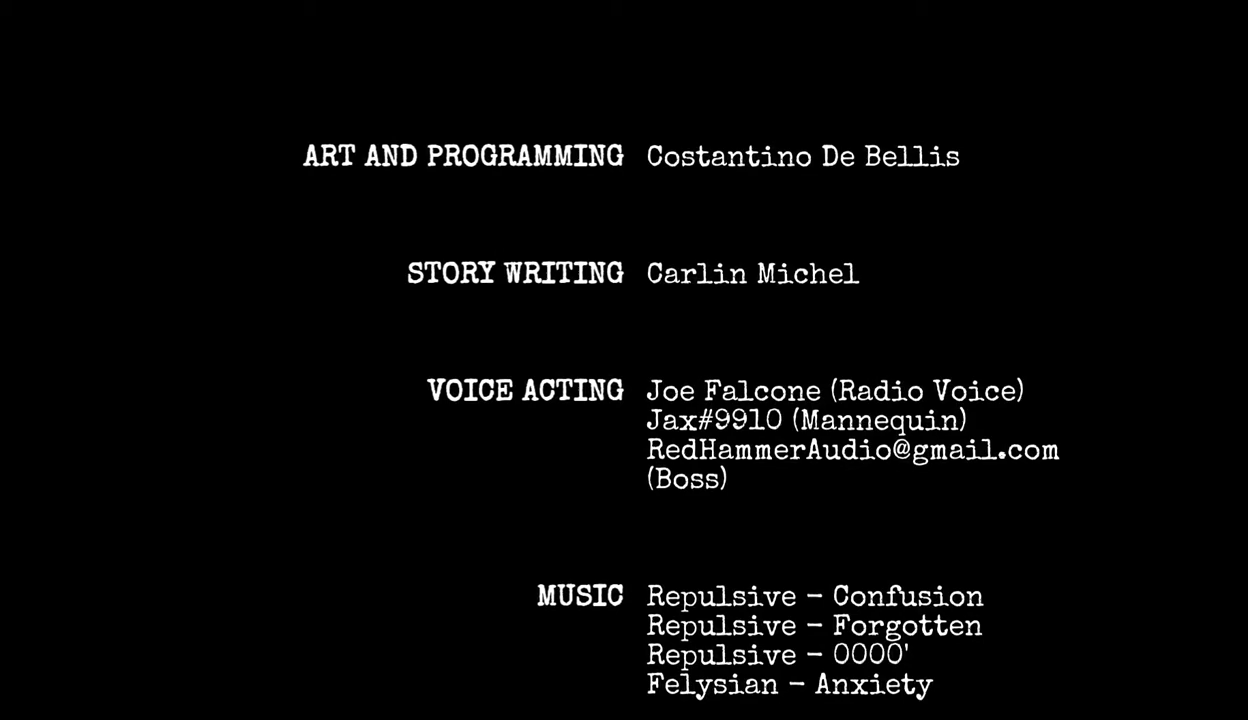 ART AND PROGRAMMING Costantino De Bellis
STORY WRITING Carlin Michel
VOICE ACTING Joe Falcone (Radio Voice)
Jax#9910 (Mannequin)
RedHammerAudio@gmail.com
(Boss)
MUSIC Repulsive – Confusion
Repulsive – Forgotten
Repulsive – 0000'
Felysian – Anxiety